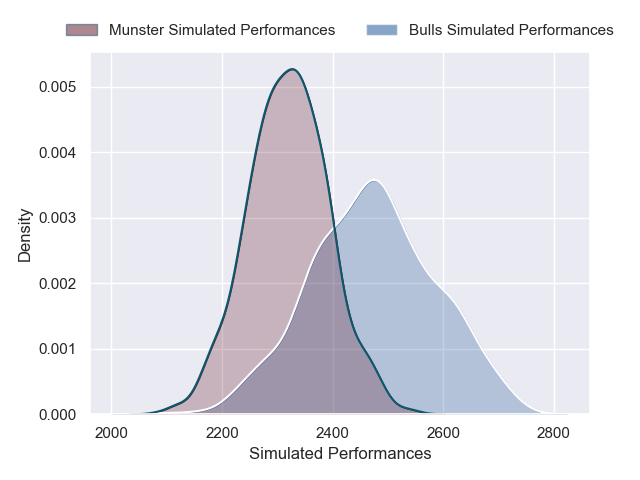 Munster Simulated Performances Bulls Simulated Performances
0.005
0.004
0.003
0.002
0.001
0.000
Density
2000 2200 2400 2600 2800
Simulated Performances